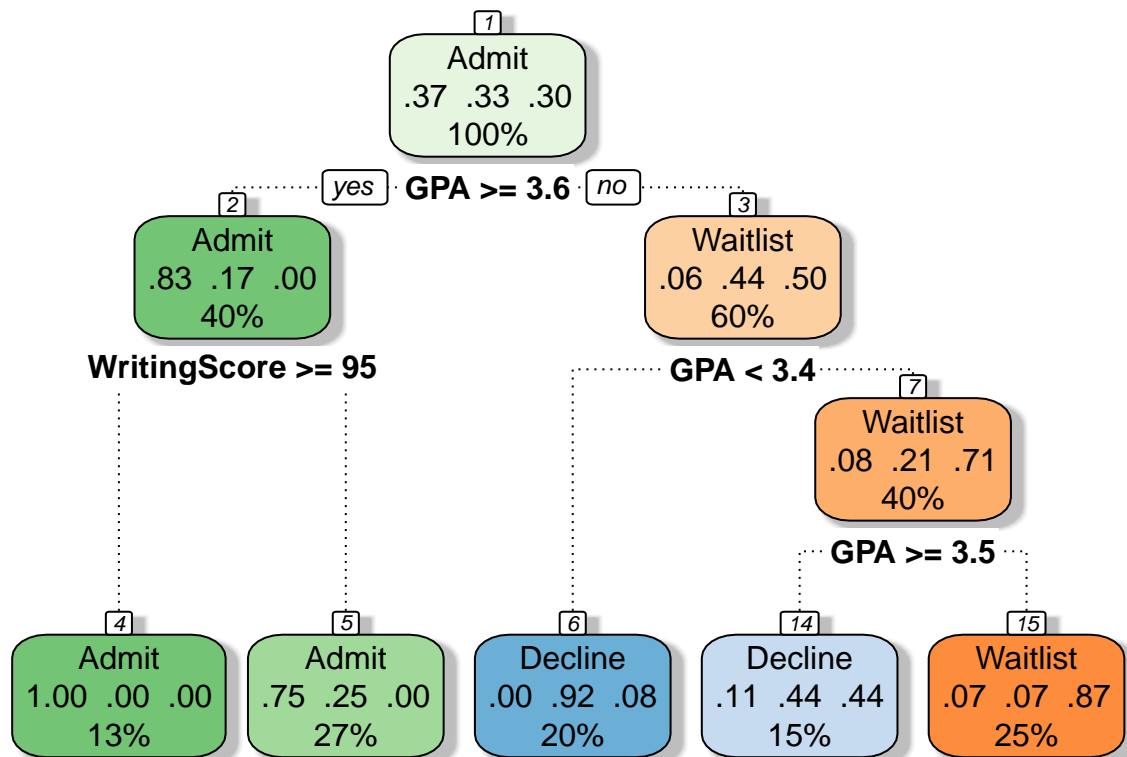 1
Admit
.37 .33 .30
100%
yes GPA >= 3.6 no
2
Admit
.83 .17 .00
40%
3
Waitlist
.06 .44 .50
60%
WritingScore >= 95
GPA < 3.4
7
Waitlist
.08 .21 .71
40%
GPA >= 3.5
4
Admit
1.00 .00 .00
13%
5
Admit
.75 .25 .00
27%
6
Decline
.00 .92 .08
20%
14
Decline
.11 .44 .44
15%
15
Waitlist
.07 .07 .87
25%